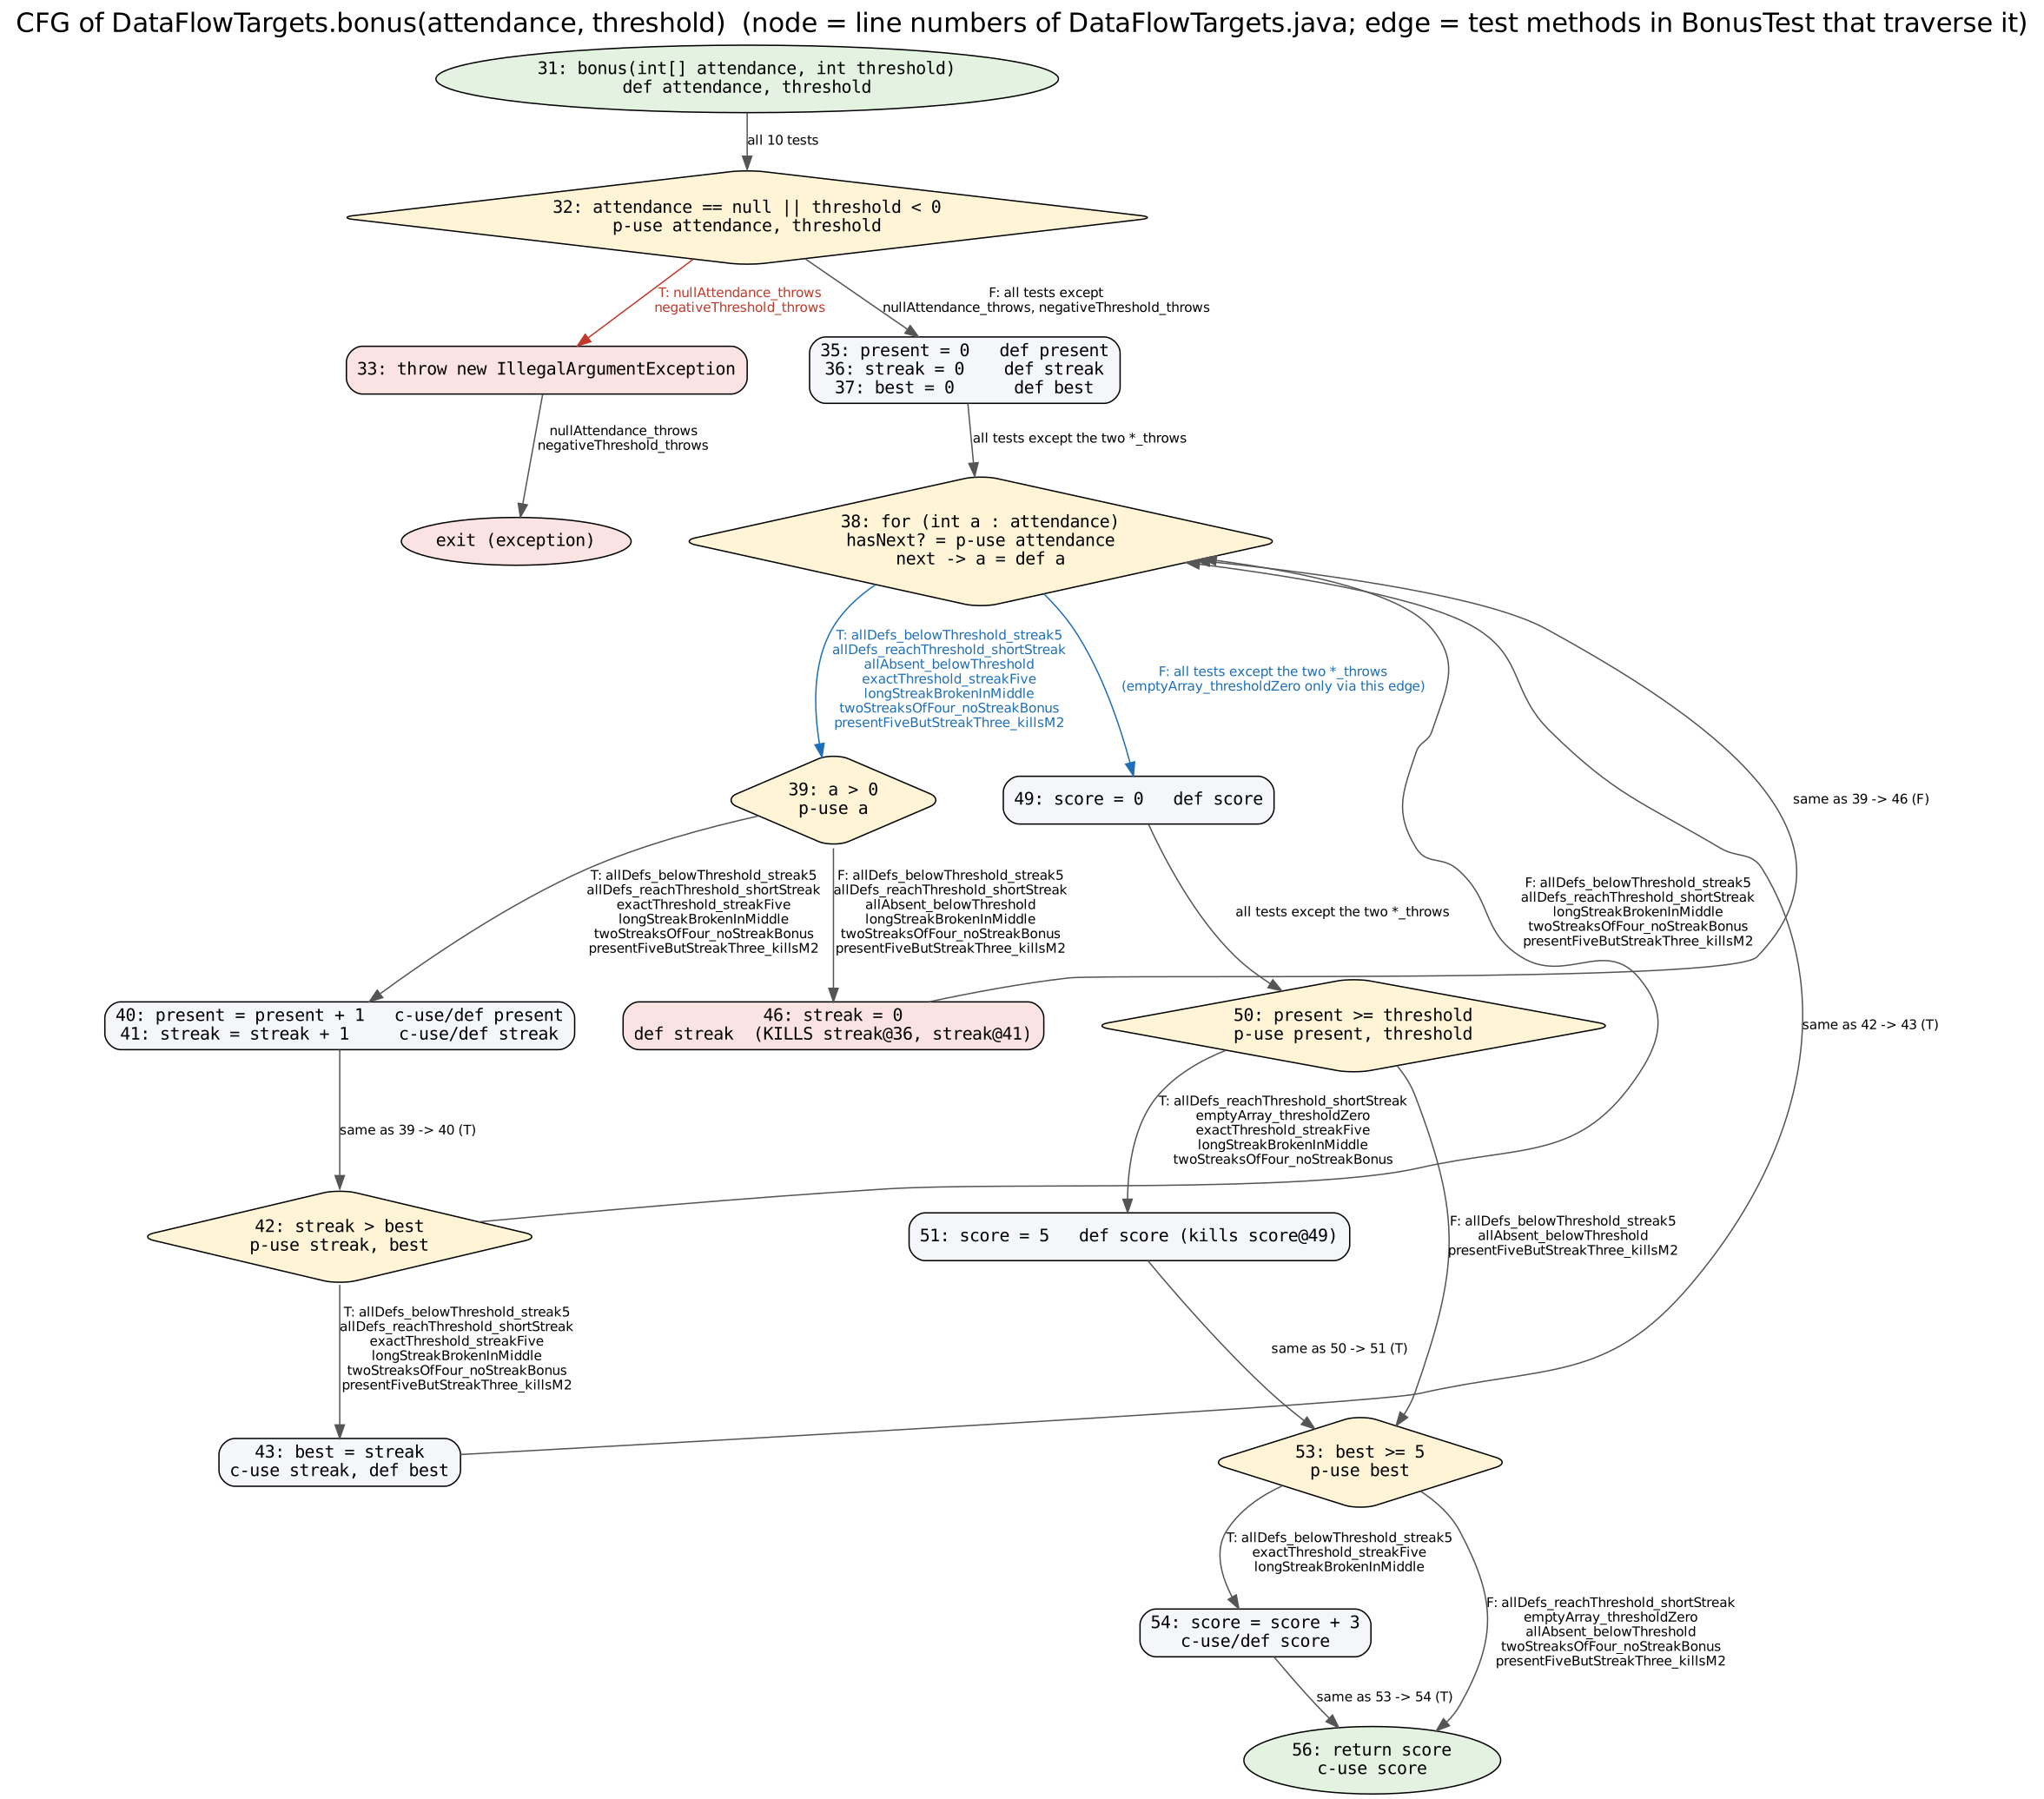 CFG of DataFlowTargets.bonus(attendance, threshold)  (node = line numbers of DataFlowTargets.java; edge = test methods in BonusTest that traverse it)
31: bonus(int[] attendance, int threshold)
def attendance, threshold
all 10 tests
32: attendance == null || threshold < 0
p-use attendance, threshold
T: nullAttendance_throws
negativeThreshold_throws
F: all tests except
nullAttendance_throws, negativeThreshold_throws
33: throw new IllegalArgumentException
35: present = 0   def present
36: streak = 0    def streak
37: best = 0      def best
nullAttendance_throws
negativeThreshold_throws
all tests except the two *_throws
exit (exception)
38: for (int a : attendance)
hasNext? = p-use attendance
next -> a = def a
T: allDefs_belowThreshold_streak5
allDefs_reachThreshold_shortStreak
allAbsent_belowThreshold
exactThreshold_streakFive
longStreakBrokenInMiddle
twoStreaksOfFour_noStreakBonus
presentFiveButStreakThree_killsM2
F: all tests except the two *_throws
(emptyArray_thresholdZero only via this edge)
39: a > 0
p-use a
49: score = 0   def score
same as 39 -> 46 (F)
T: allDefs_belowThreshold_streak5
allDefs_reachThreshold_shortStreak
exactThreshold_streakFive
longStreakBrokenInMiddle
twoStreaksOfFour_noStreakBonus
presentFiveButStreakThree_killsM2
F: allDefs_belowThreshold_streak5
allDefs_reachThreshold_shortStreak
allAbsent_belowThreshold
longStreakBrokenInMiddle
twoStreaksOfFour_noStreakBonus
presentFiveButStreakThree_killsM2
all tests except the two *_throws
F: allDefs_belowThreshold_streak5
allDefs_reachThreshold_shortStreak
longStreakBrokenInMiddle
twoStreaksOfFour_noStreakBonus
presentFiveButStreakThree_killsM2
40: present = present + 1   c-use/def present
41: streak = streak + 1     c-use/def streak
46: streak = 0
def streak  (KILLS streak@36, streak@41)
50: present >= threshold
p-use present, threshold
same as 42 -> 43 (T)
same as 39 -> 40 (T)
T: allDefs_reachThreshold_shortStreak
emptyArray_thresholdZero
exactThreshold_streakFive
longStreakBrokenInMiddle
twoStreaksOfFour_noStreakBonus
42: streak > best
p-use streak, best
51: score = 5   def score (kills score@49)
F: allDefs_belowThreshold_streak5
allAbsent_belowThreshold
presentFiveButStreakThree_killsM2
T: allDefs_belowThreshold_streak5
allDefs_reachThreshold_shortStreak
exactThreshold_streakFive
longStreakBrokenInMiddle
twoStreaksOfFour_noStreakBonus
presentFiveButStreakThree_killsM2
same as 50 -> 51 (T)
43: best = streak
c-use streak, def best
53: best >= 5
p-use best
T: allDefs_belowThreshold_streak5
exactThreshold_streakFive
longStreakBrokenInMiddle
F: allDefs_reachThreshold_shortStreak
emptyArray_thresholdZero
allAbsent_belowThreshold
twoStreaksOfFour_noStreakBonus
presentFiveButStreakThree_killsM2
54: score = score + 3
c-use/def score
same as 53 -> 54 (T)
56: return score
c-use score